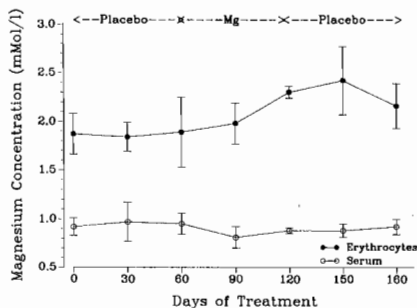 <--Placebo--×--Mg--×--Placebo-->
3.0
2.5
2.0
1.5
1.0
0.5
Magnesium Concentration (mMol/l)
Erythrocytes
Serum
0 30 60 90 120 150 160
Days of Treatment